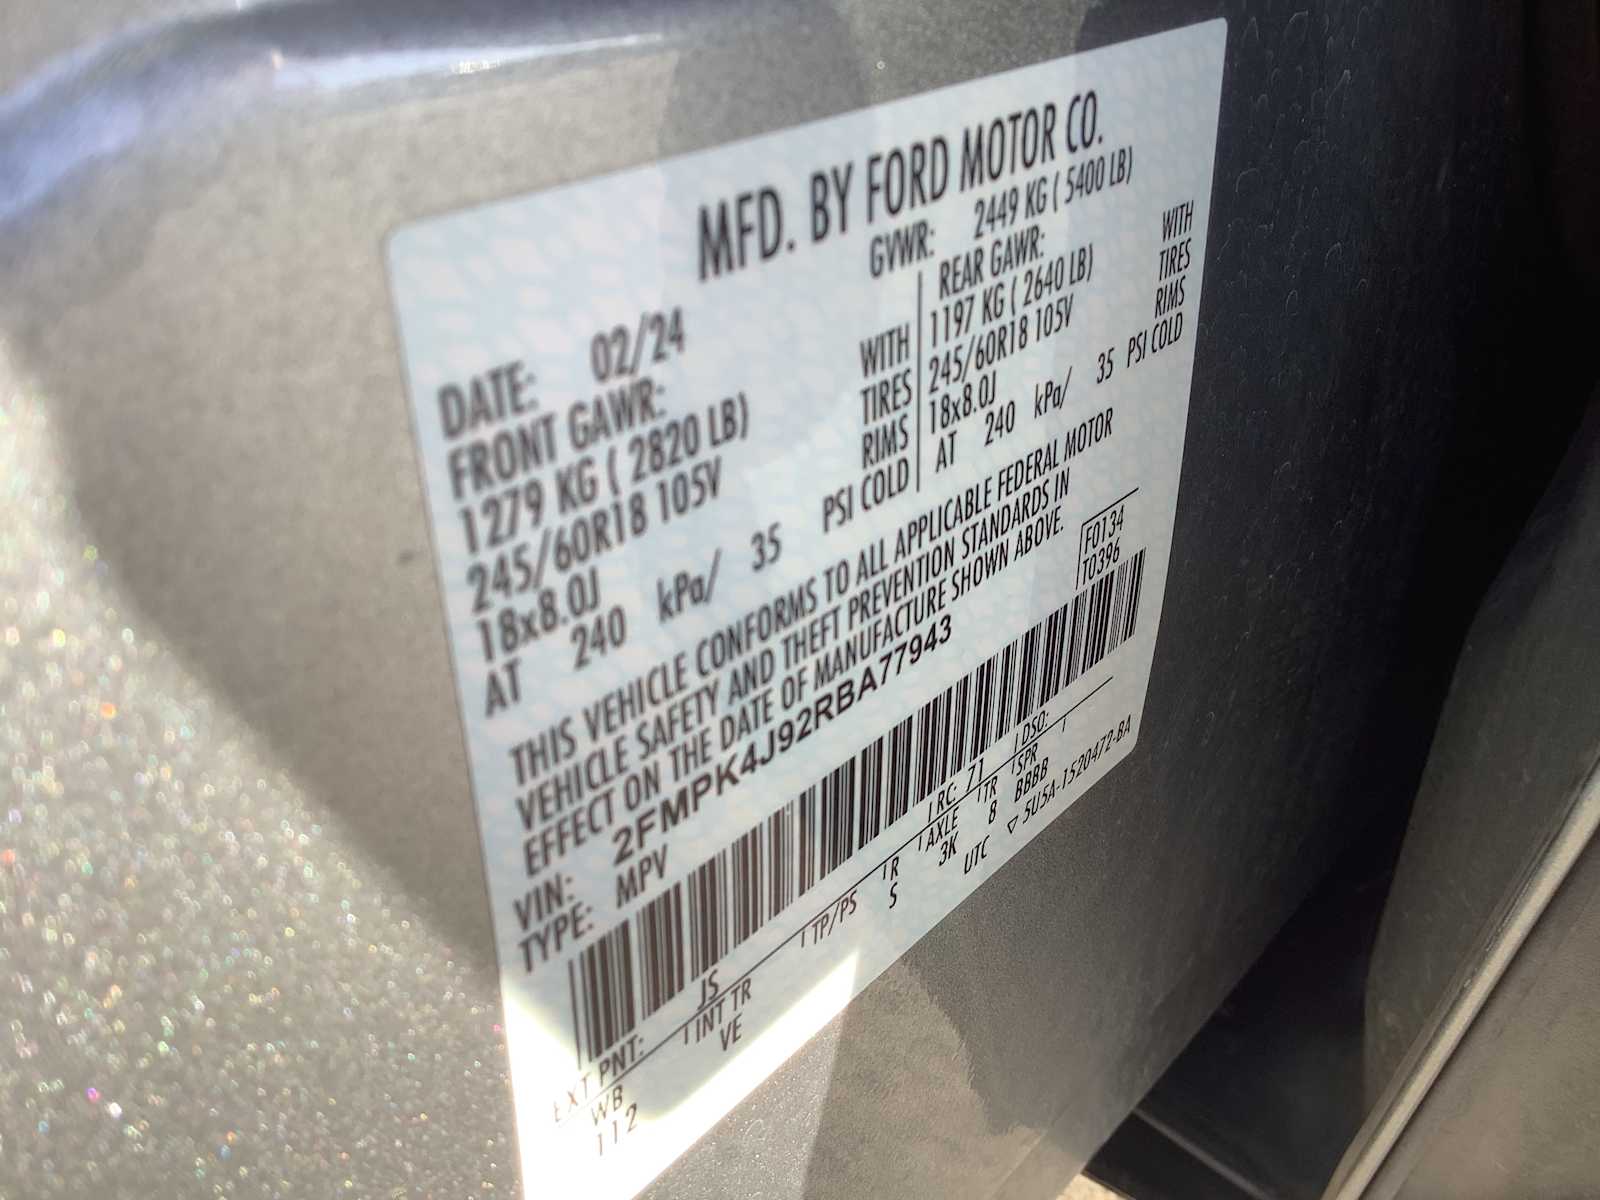 MFD. BY FORD MOTOR CO.
DATE: 02/24
GVWR: 2449 KG ( 5400 LB)
FRONT GAWR:
1279 KG ( 2820 LB) WITH
245/60R18 105V TIRES
18x8.0J RIMS
AT 240 kPa/ 35 PSI COLD
REAR GAWR:
1197 KG ( 2640 LB) WITH
245/60R18 105V TIRES
18x8.0J RIMS
AT 240 kPa/ 35 PSI COLD
THIS VEHICLE CONFORMS TO ALL APPLICABLE FEDERAL MOTOR
VEHICLE SAFETY AND THEFT PREVENTION STANDARDS IN
EFFECT ON THE DATE OF MANUFACTURE SHOWN ABOVE.
VIN: 2FMPK4J92RBA77943
TYPE: MPV
F0134
T0396
EXT PNT: JS RC: 71 DSO:
WB INT TR TP/PS R AXLE TR SPR
112 VE S 3K 8 BBBB
UTC ▽ 5U5A-1520472-BA